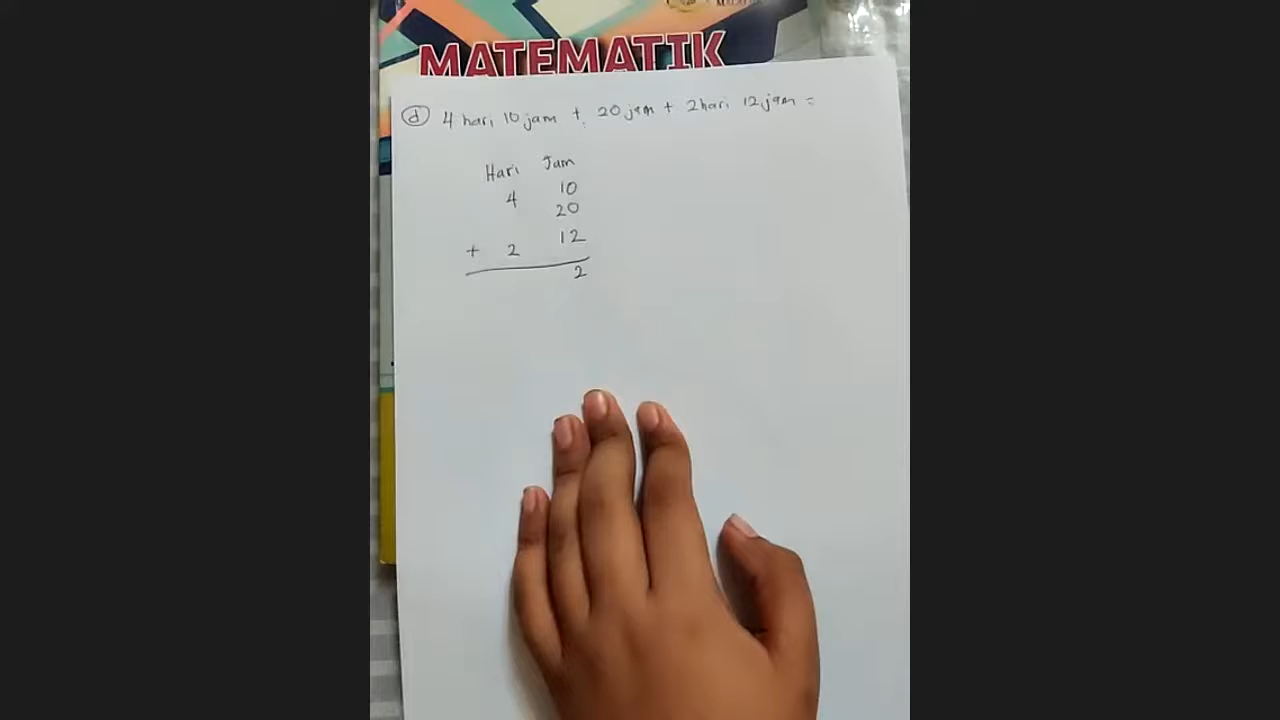 MATEMATIK
d 4 hari 10 jam + 20 jam + 2 hari 12 jam =
Hari Jam
4 10
20
+ 2 12
2